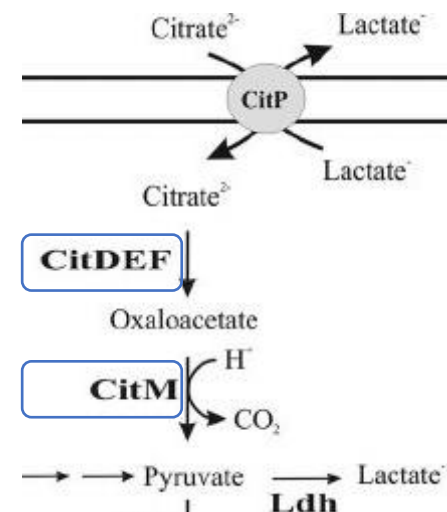 Citrate²⁻ Lactate⁻
CitP
Lactate⁻
Citrate²⁻
CitDEF
Oxaloacetate
H⁻
CitM
CO₂
Pyruvate Lactate⁻
Ldh